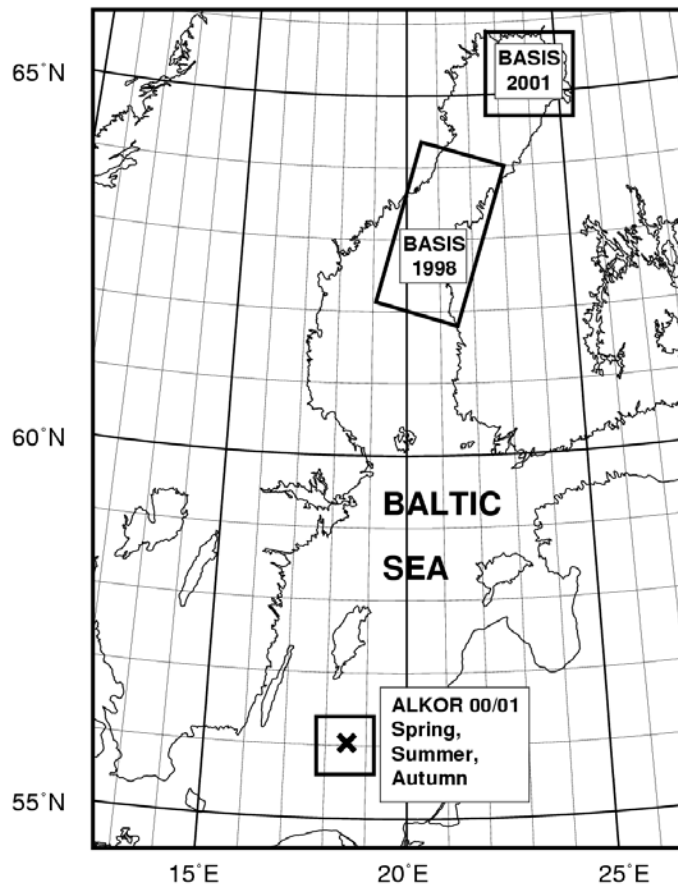 65°N
BASIS
2001
BASIS
1998
60°N
BALTIC
SEA
ALKOR 00/01
Spring,
Summer,
Autumn
55°N
15°E
20°E
25°E